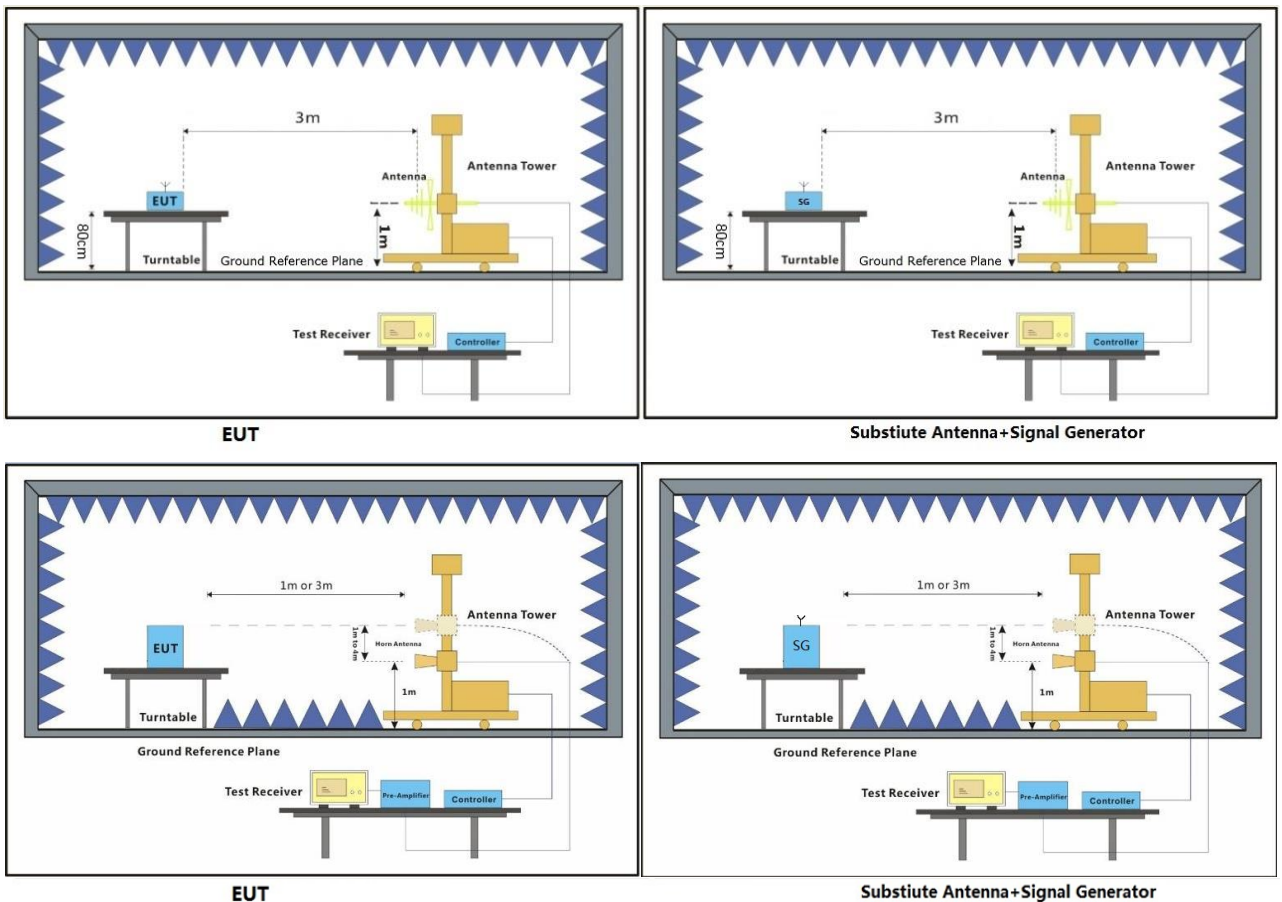 3m
Antenna Tower
Antenna
EUT
80cm
1m
Turntable
Ground Reference Plane
Test Receiver
Controller
EUT
3m
Antenna Tower
Antenna
SG
80cm
1m
Turntable
Ground Reference Plane
Test Receiver
Controller
Substiute Antenna+Signal Generator
1m or 3m
Antenna Tower
1m to 4m
Horn Antenna
EUT
1m
Turntable
Ground Reference Plane
Test Receiver
Pre-Amplifier
Controller
EUT
1m or 3m
Antenna Tower
1m to 4m
Horn Antenna
SG
1m
Turntable
Ground Reference Plane
Test Receiver
Pre-Amplifier
Controller
Substiute Antenna+Signal Generator